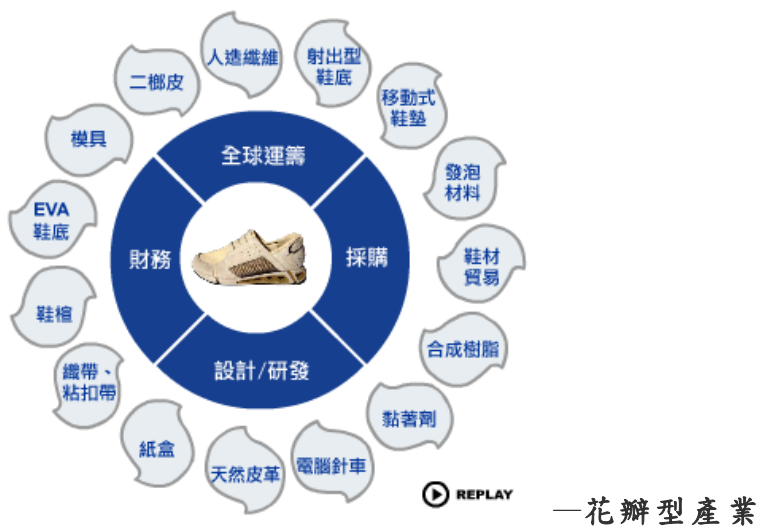 人造纖維
射出型
鞋底
移動式
鞋墊
發泡
材料
鞋材
貿易
合成樹脂
黏著劑
電腦針車
天然皮革
紙盒
織帶、
粘扣帶
鞋楦
EVA
鞋底
模具
二榔皮
全球運籌
採購
設計/研發
財務
REPLAY
—花瓣型產業